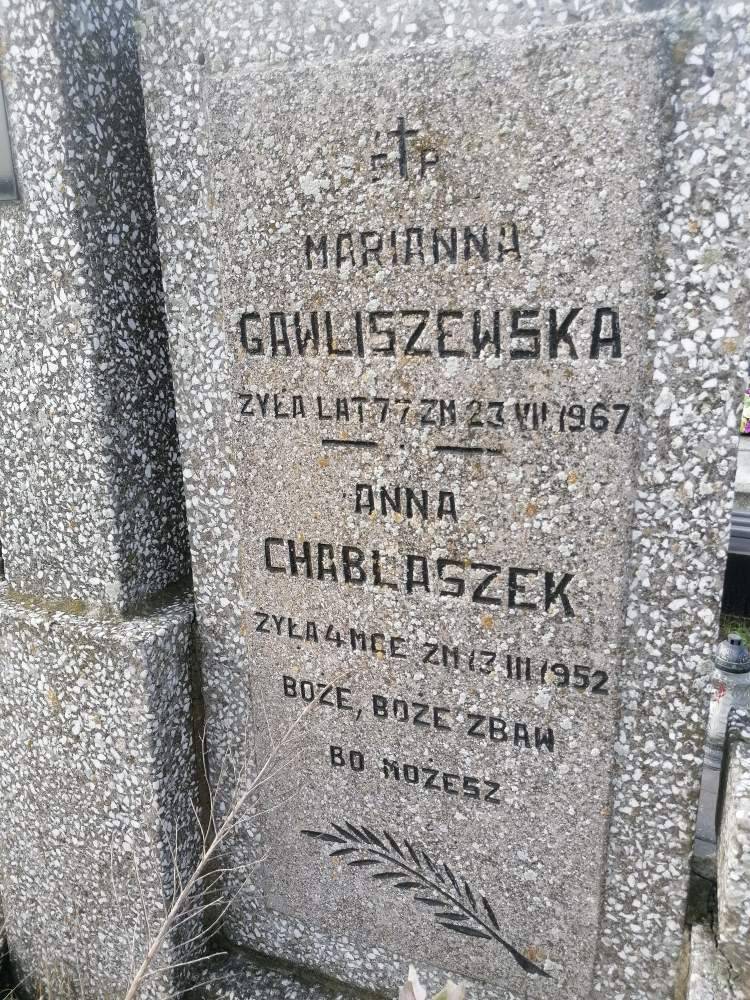 Ś P
MARIANNA
GAWLISZEWSKA
ŻYŁA LAT 77 ZM 23 VII 1967
ANNA
CHABLASZEK
ŻYŁA 4 MCE ZM 13 III 1952
BOŻE, BOŻE ZBAW
BO MOŻESZ